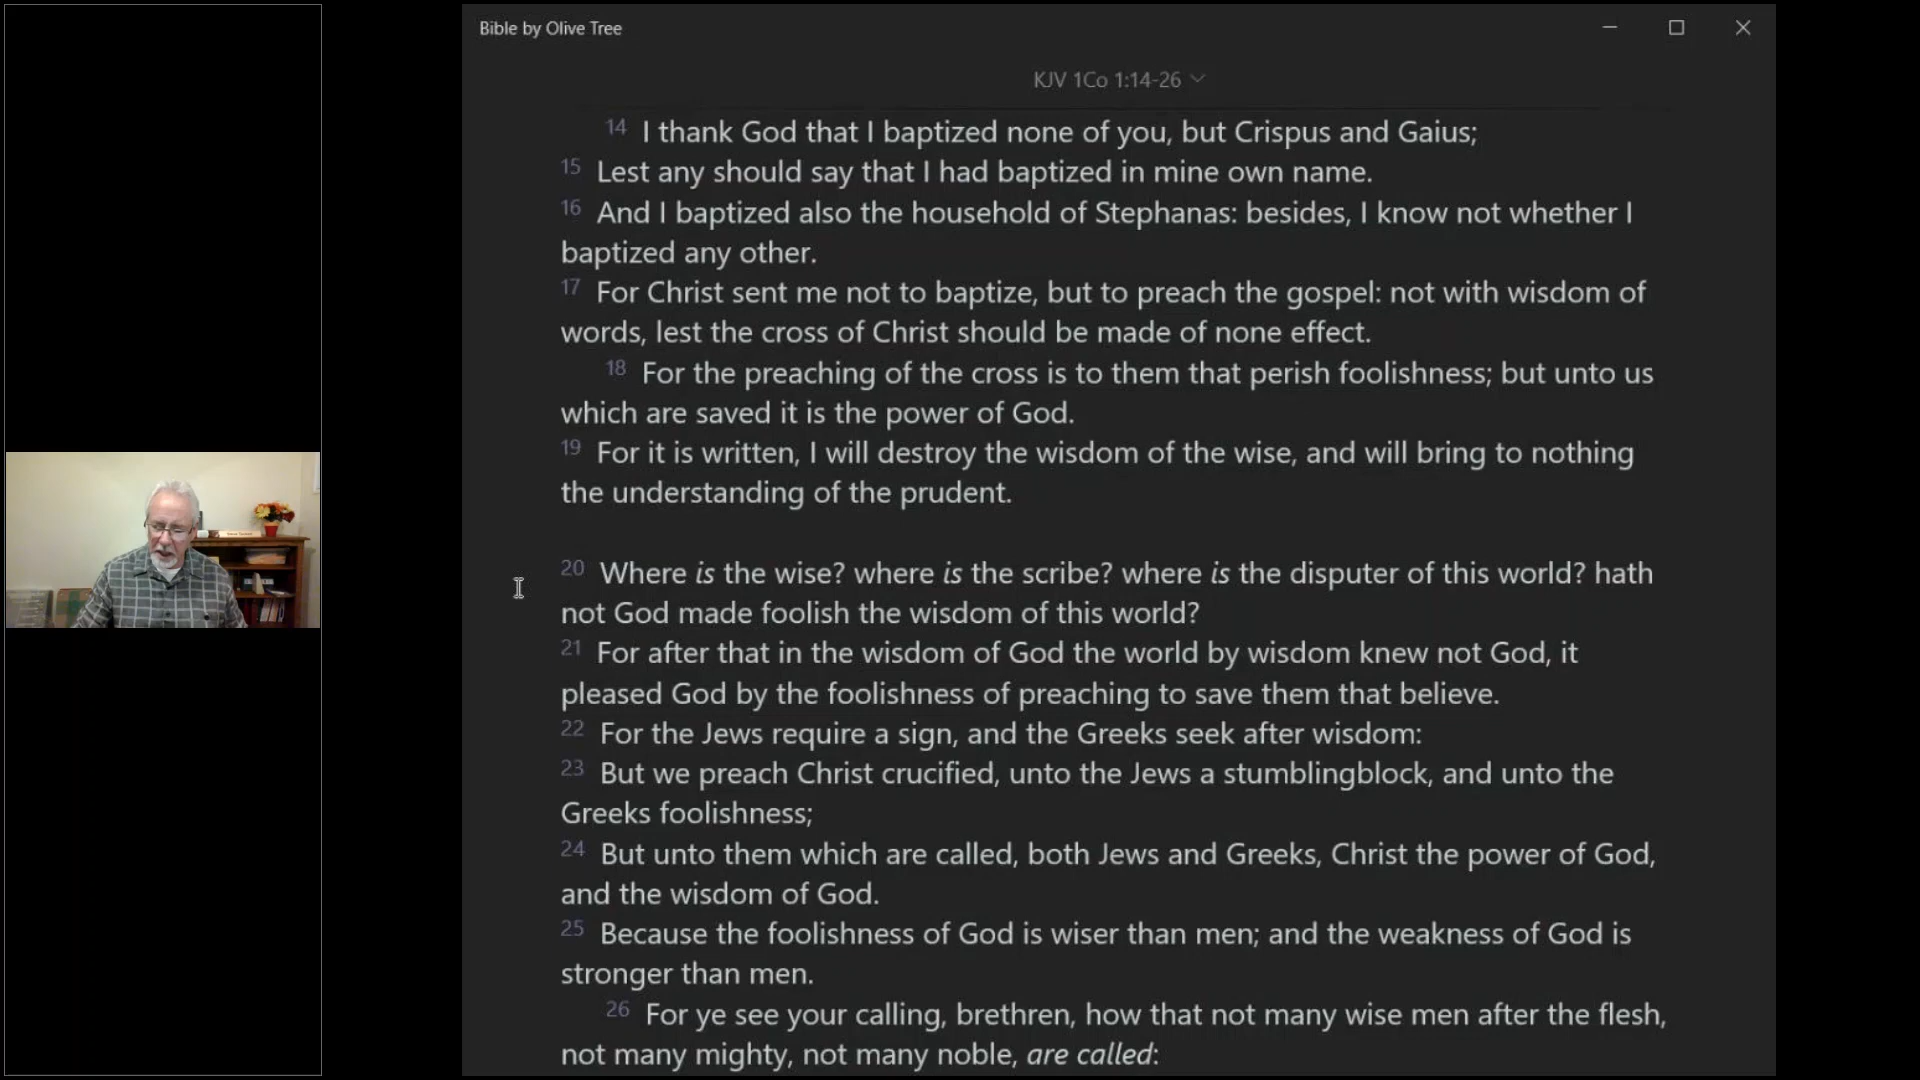 Bible by Olive Tree
KJV 1Co 1:14-26
14 I thank God that I baptized none of you, but Crispus and Gaius;
15 Lest any should say that I had baptized in mine own name.
16 And I baptized also the household of Stephanas: besides, I know not whether I
baptized any other.
17 For Christ sent me not to baptize, but to preach the gospel: not with wisdom of
words, lest the cross of Christ should be made of none effect.
18 For the preaching of the cross is to them that perish foolishness; but unto us
which are saved it is the power of God.
19 For it is written, I will destroy the wisdom of the wise, and will bring to nothing
the understanding of the prudent.
20 Where is the wise? where is the scribe? where is the disputer of this world? hath
not God made foolish the wisdom of this world?
21 For after that in the wisdom of God the world by wisdom knew not God, it
pleased God by the foolishness of preaching to save them that believe.
22 For the Jews require a sign, and the Greeks seek after wisdom:
23 But we preach Christ crucified, unto the Jews a stumblingblock, and unto the
Greeks foolishness;
24 But unto them which are called, both Jews and Greeks, Christ the power of God,
and the wisdom of God.
25 Because the foolishness of God is wiser than men; and the weakness of God is
stronger than men.
26 For ye see your calling, brethren, how that not many wise men after the flesh,
not many mighty, not many noble, are called: